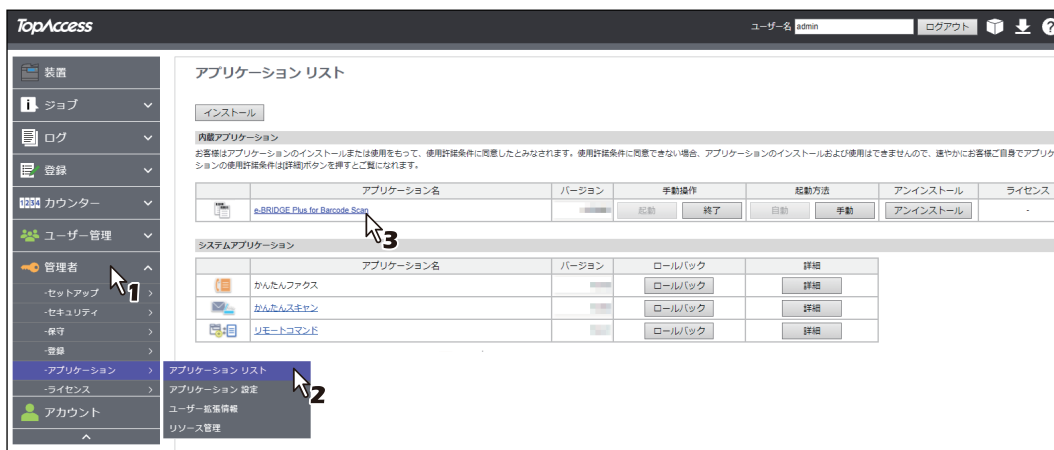 TopAccess
ユーザー名 admin ログアウト ?
装置
ジョブ
ログ
登録
1234 カウンター
ユーザー管理
管理者
-セットアップ
-セキュリティ
-保守
-登録
-アプリケーション
-ライセンス
アカウント
1
アプリケーション リスト
アプリケーション 設定
ユーザー拡張情報
リソース管理
2
アプリケーション リスト
インストール
内蔵アプリケーション
お客様はアプリケーションのインストールまたは使用をもって、使用許諾条件に同意したとみなされます。使用許諾条件に同意できない場合、アプリケーションのインストールおよび使用はできませんので、速やかにお客様ご自身でアプリケ
ションの使用許諾条件は[詳細]ボタンを押すとご覧になれます。
アプリケーション名 バージョン 手動操作 起動方法 アンインストール ライセンス
e-BRIDGE Plus for Barcode Scan 起動 終了 自動 手動 アンインストール -
3
システムアプリケーション
アプリケーション名 バージョン ロールバック 詳細
かんたんファクス ロールバック 詳細
かんたんスキャン ロールバック 詳細
リモートコマンド ロールバック 詳細